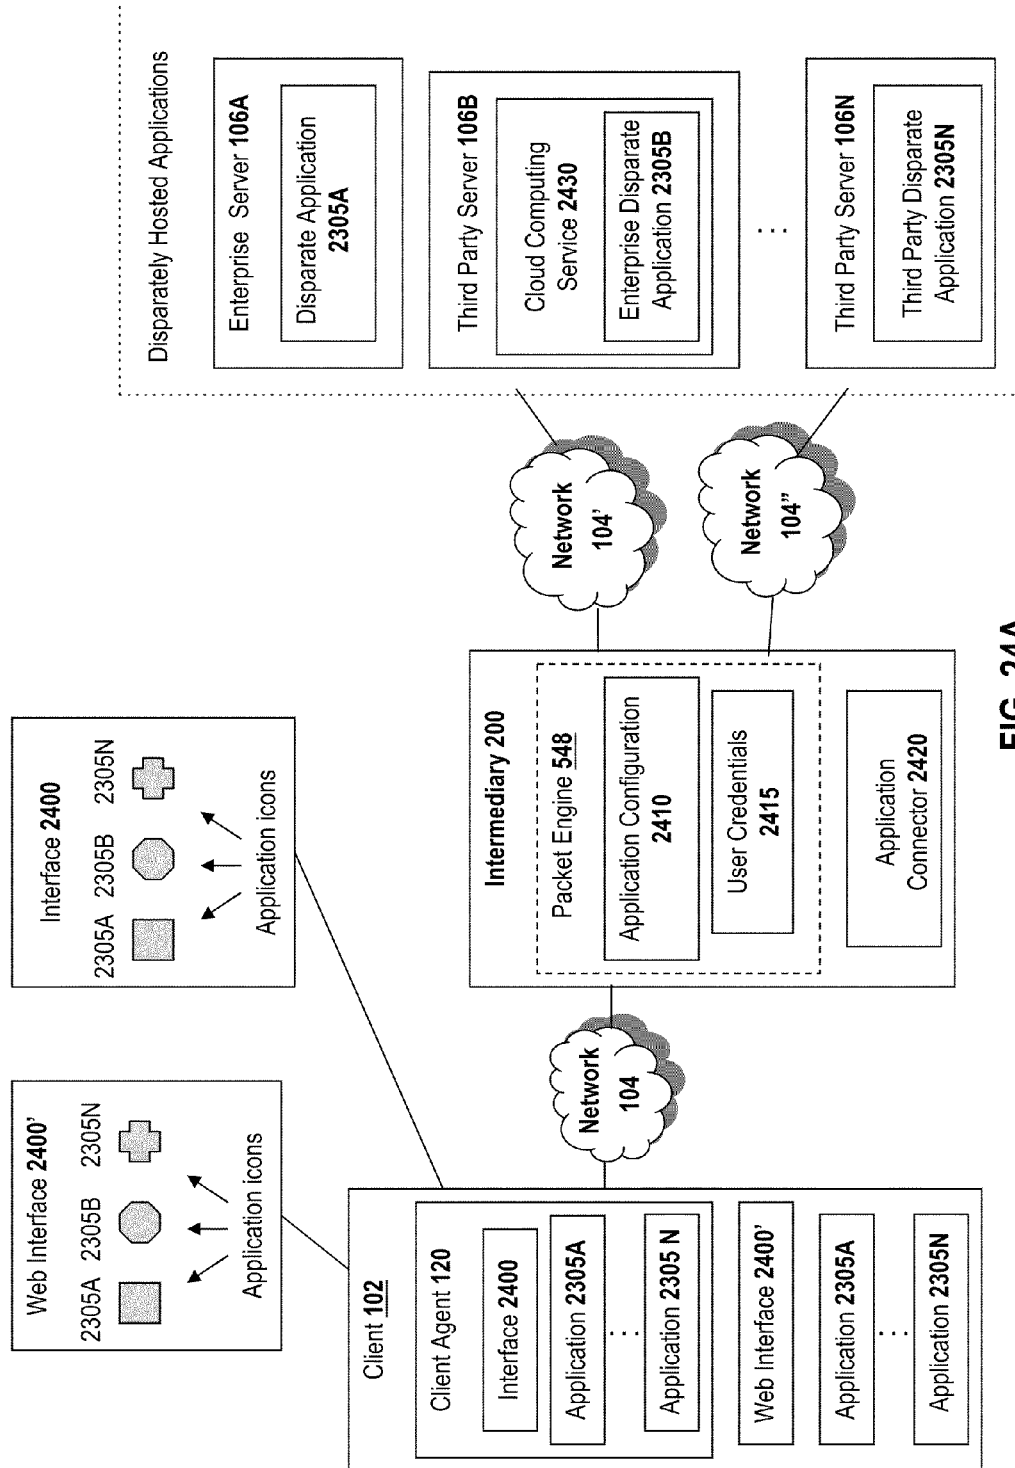 Web Interface 2400'
2305A 2305B 2305N
Application icons
Interface 2400
2305A 2305B 2305N
Application icons
Client 102
Client Agent 120
Interface 2400
Application 2305A
...
Application 2305 N
Web Interface 2400'
Application 2305A
...
Application 2305N
Network
104
Intermediary 200
Packet Engine 548
Application Configuration
2410
User Credentials
2415
Application
Connector 2420
Network
104'
Network
104"
Disparately Hosted Applications
Enterprise Server 106A
Disparate Application
2305A
Third Party Server 106B
Cloud Computing
Service 2430
Enterprise Disparate
Application 2305B
...
Third Party Server 106N
Third Party Disparate
Application 2305N
FIG. 24A